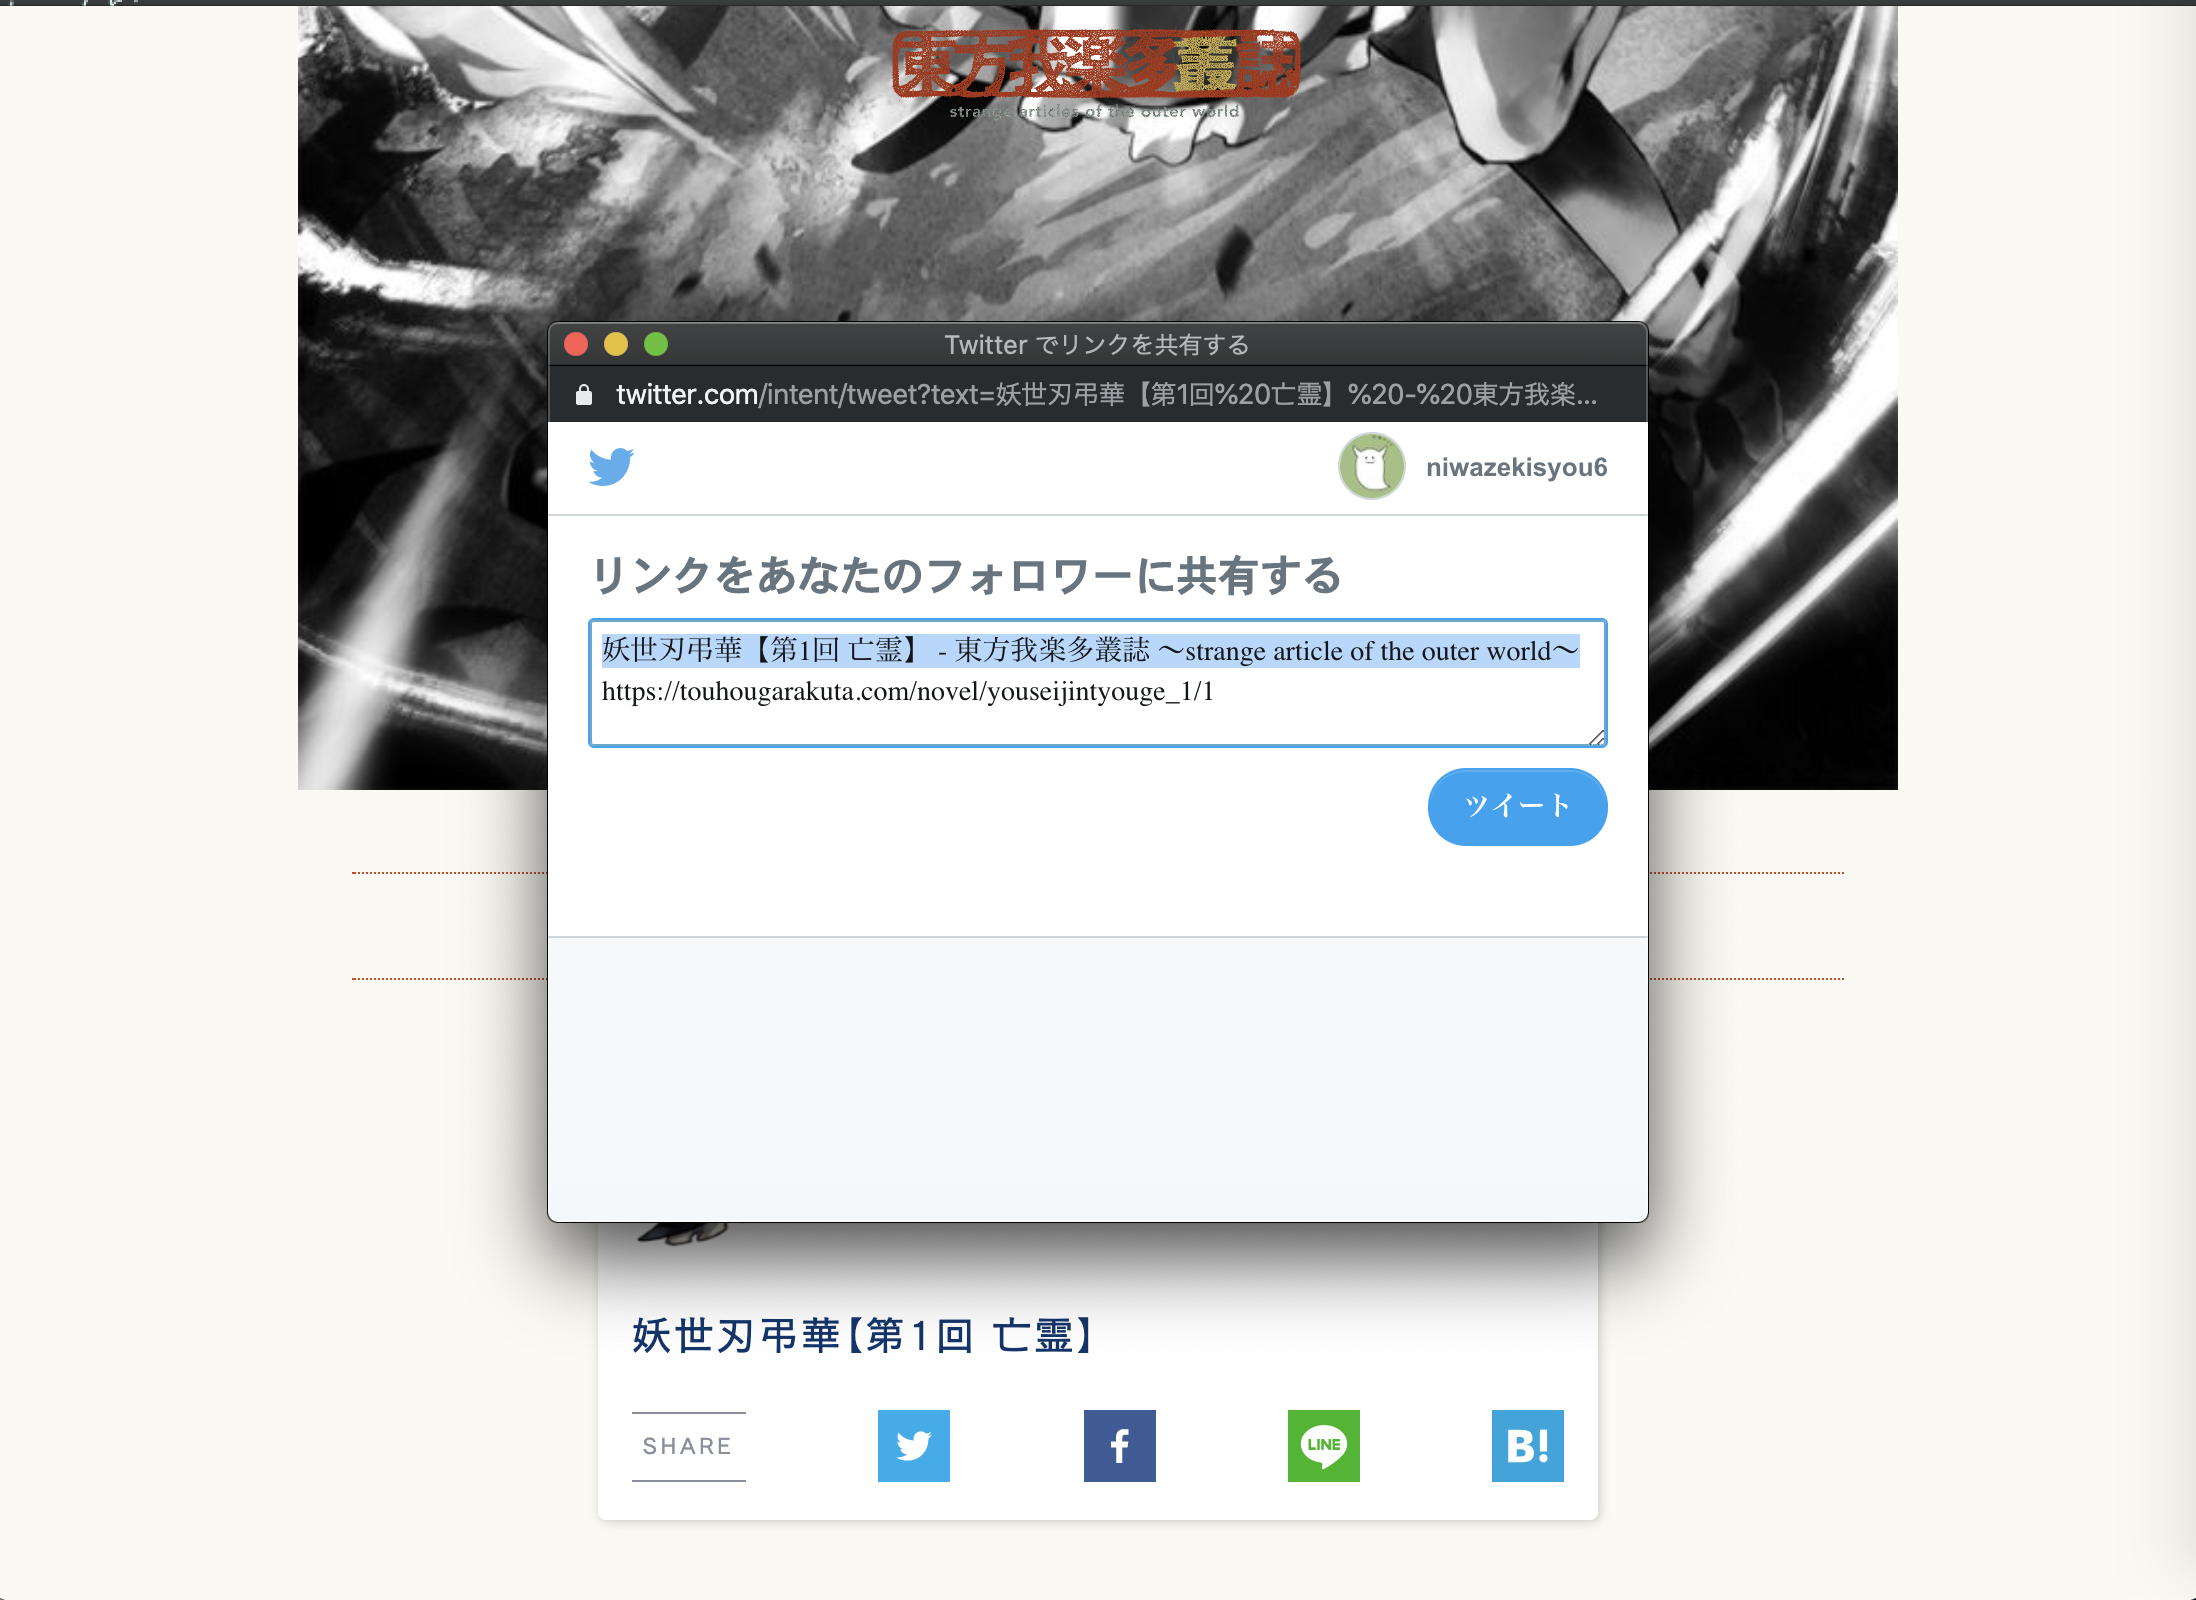 東方我楽多叢誌
strange articles of the outer world
Twitter でリンクを共有する
twitter.com/intent/tweet?text=妖世刃弔華【第1回%20亡霊】%20-%20東方我楽...
niwazekisyou6
リンクをあなたのフォロワーに共有する
妖世刃弔華【第1回 亡霊】 - 東方我楽多叢誌 〜strange article of the outer world〜
https://touhougarakuta.com/novel/youseijintyouge_1/1
ツイート
妖世刃弔華【第1回 亡霊】
SHARE
f
LINE
B!